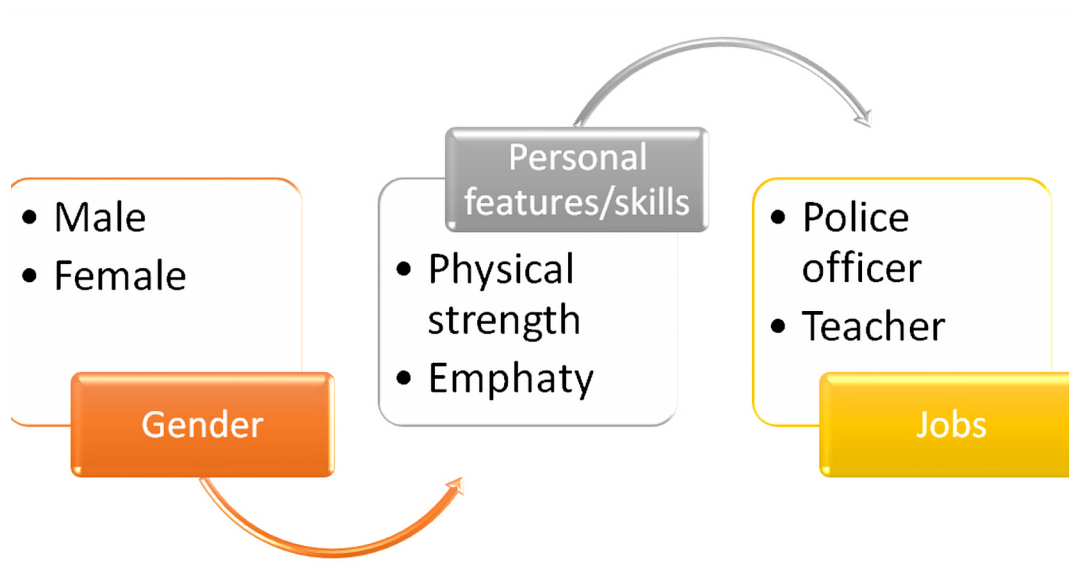 • Male
• Female
Gender
Personal
features/skills
• Physical
strength
• Emphaty
• Police
officer
• Teacher
Jobs